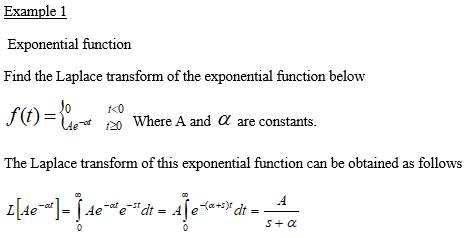 Example 1
Exponential function
Find the Laplace transform of the exponential function below
f(t) = {0 t<0
Ae^-αt t≥0 Where A and α are constants.
The Laplace transform of this exponential function can be obtained as follows
L[Ae^-αt] = ∫₀^∞ Ae^-αt e^-st dt = A∫₀^∞ e^-(α+s)t dt = A / (s + α)